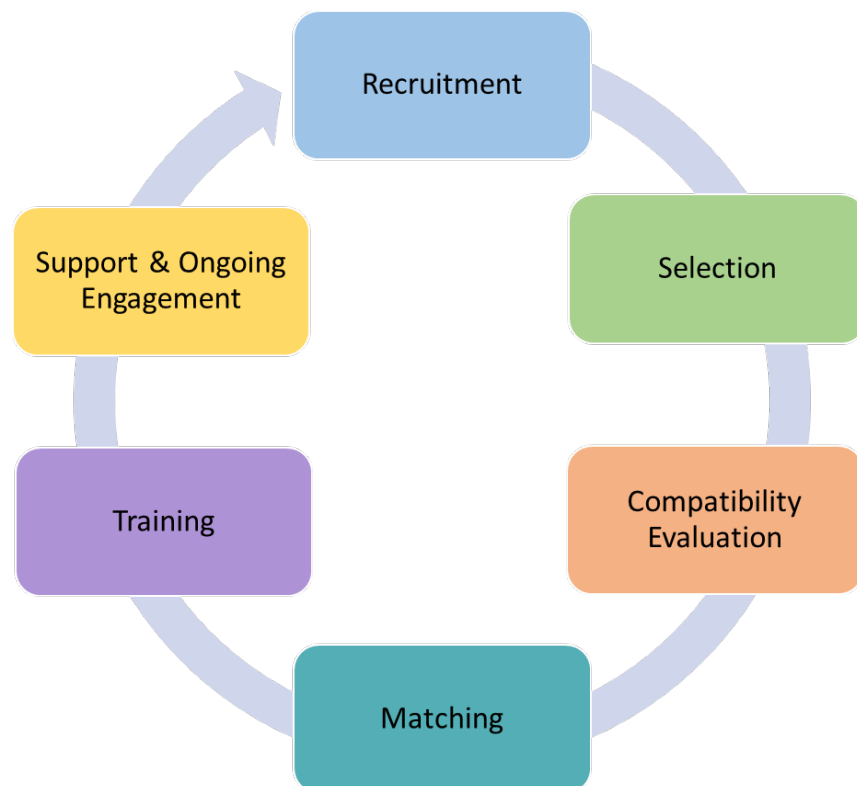 Recruitment
Selection
Compatibility
Evaluation
Matching
Training
Support & Ongoing
Engagement